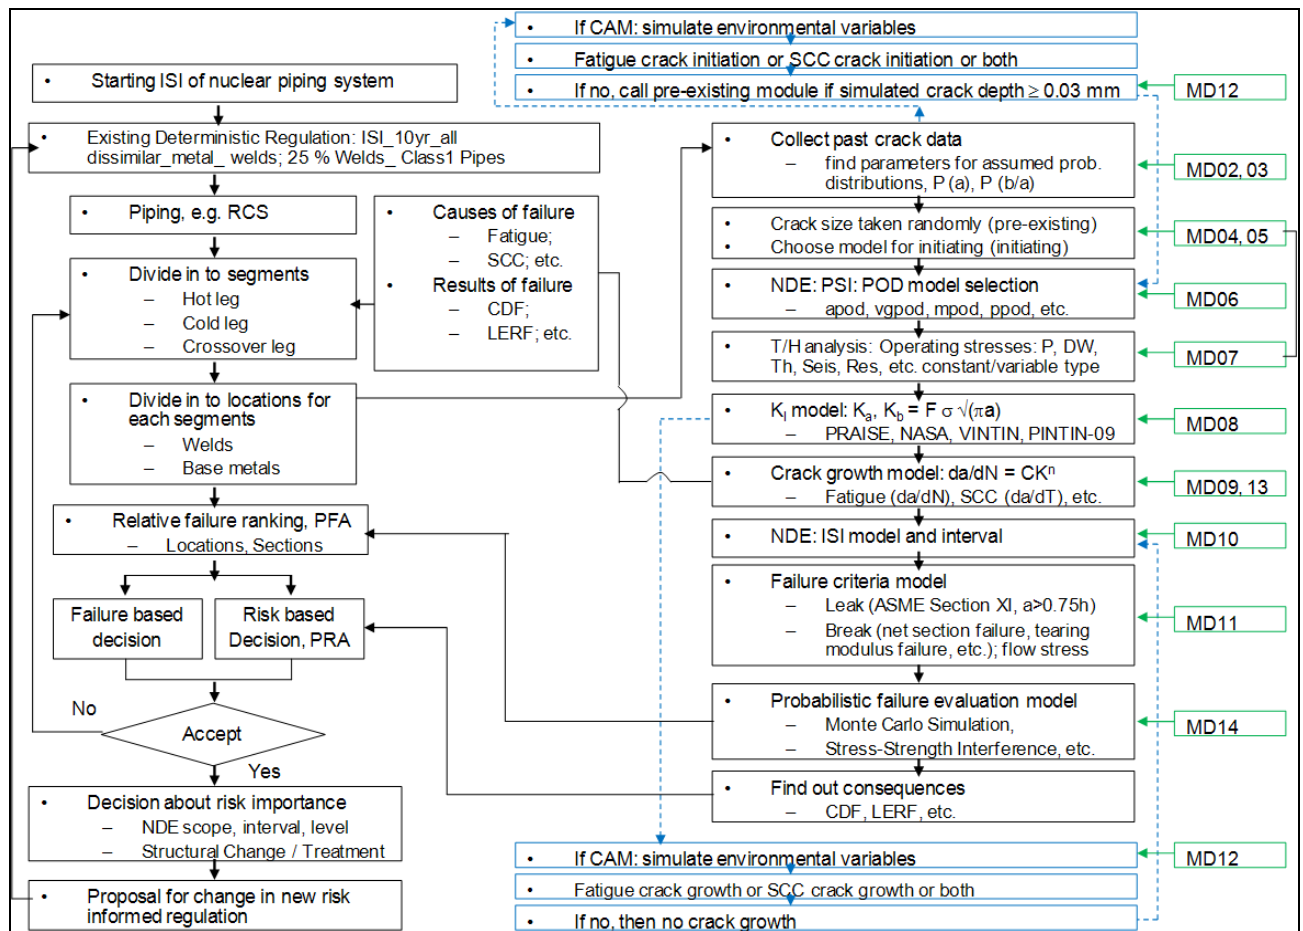 • If CAM: simulate environmental variables
• Fatigue crack initiation or SCC crack initiation or both
• If no, call pre-existing module if simulated crack depth ≥ 0.03 mm
MD12
• Starting ISI of nuclear piping system
• Existing Deterministic Regulation: ISI_10yr_all
dissimilar_metal_ welds; 25 % Welds_ Class1 Pipes
• Piping, e.g. RCS
• Divide in to segments
– Hot leg
– Cold leg
– Crossover leg
• Causes of failure
– Fatigue;
– SCC; etc.
• Results of failure
– CDF;
– LERF; etc.
• Divide in to locations for
each segments
– Welds
– Base metals
• Relative failure ranking, PFA
– Locations, Sections
Failure based
decision
Risk based
Decision, PRA
No
Accept
Yes
• Decision about risk importance
– NDE scope, interval, level
– Structural Change / Treatment
• Proposal for change in new risk
informed regulation
• Collect past crack data
– find parameters for assumed prob.
distributions, P (a), P (b/a)
MD02, 03
• Crack size taken randomly (pre-existing)
• Choose model for initiating (initiating)
MD04, 05
• NDE: PSI: POD model selection
– apod, vgpod, mpod, ppod, etc.
MD06
• T/H analysis: Operating stresses: P, DW,
Th, Seis, Res, etc. constant/variable type
MD07
• KI model: Ka, Kb = F σ √(πa)
– PRAISE, NASA, VINTIN, PINTIN-09
MD08
• Crack growth model: da/dN = CKⁿ
– Fatigue (da/dN), SCC (da/dT), etc.
MD09, 13
• NDE: ISI model and interval
MD10
• Failure criteria model
– Leak (ASME Section XI, a>0.75h)
– Break (net section failure, tearing
modulus failure, etc.); flow stress
MD11
• Probabilistic failure evaluation model
– Monte Carlo Simulation,
– Stress-Strength Interference, etc.
MD14
• Find out consequences
– CDF, LERF, etc.
• If CAM: simulate environmental variables
MD12
• Fatigue crack growth or SCC crack growth or both
• If no, then no crack growth